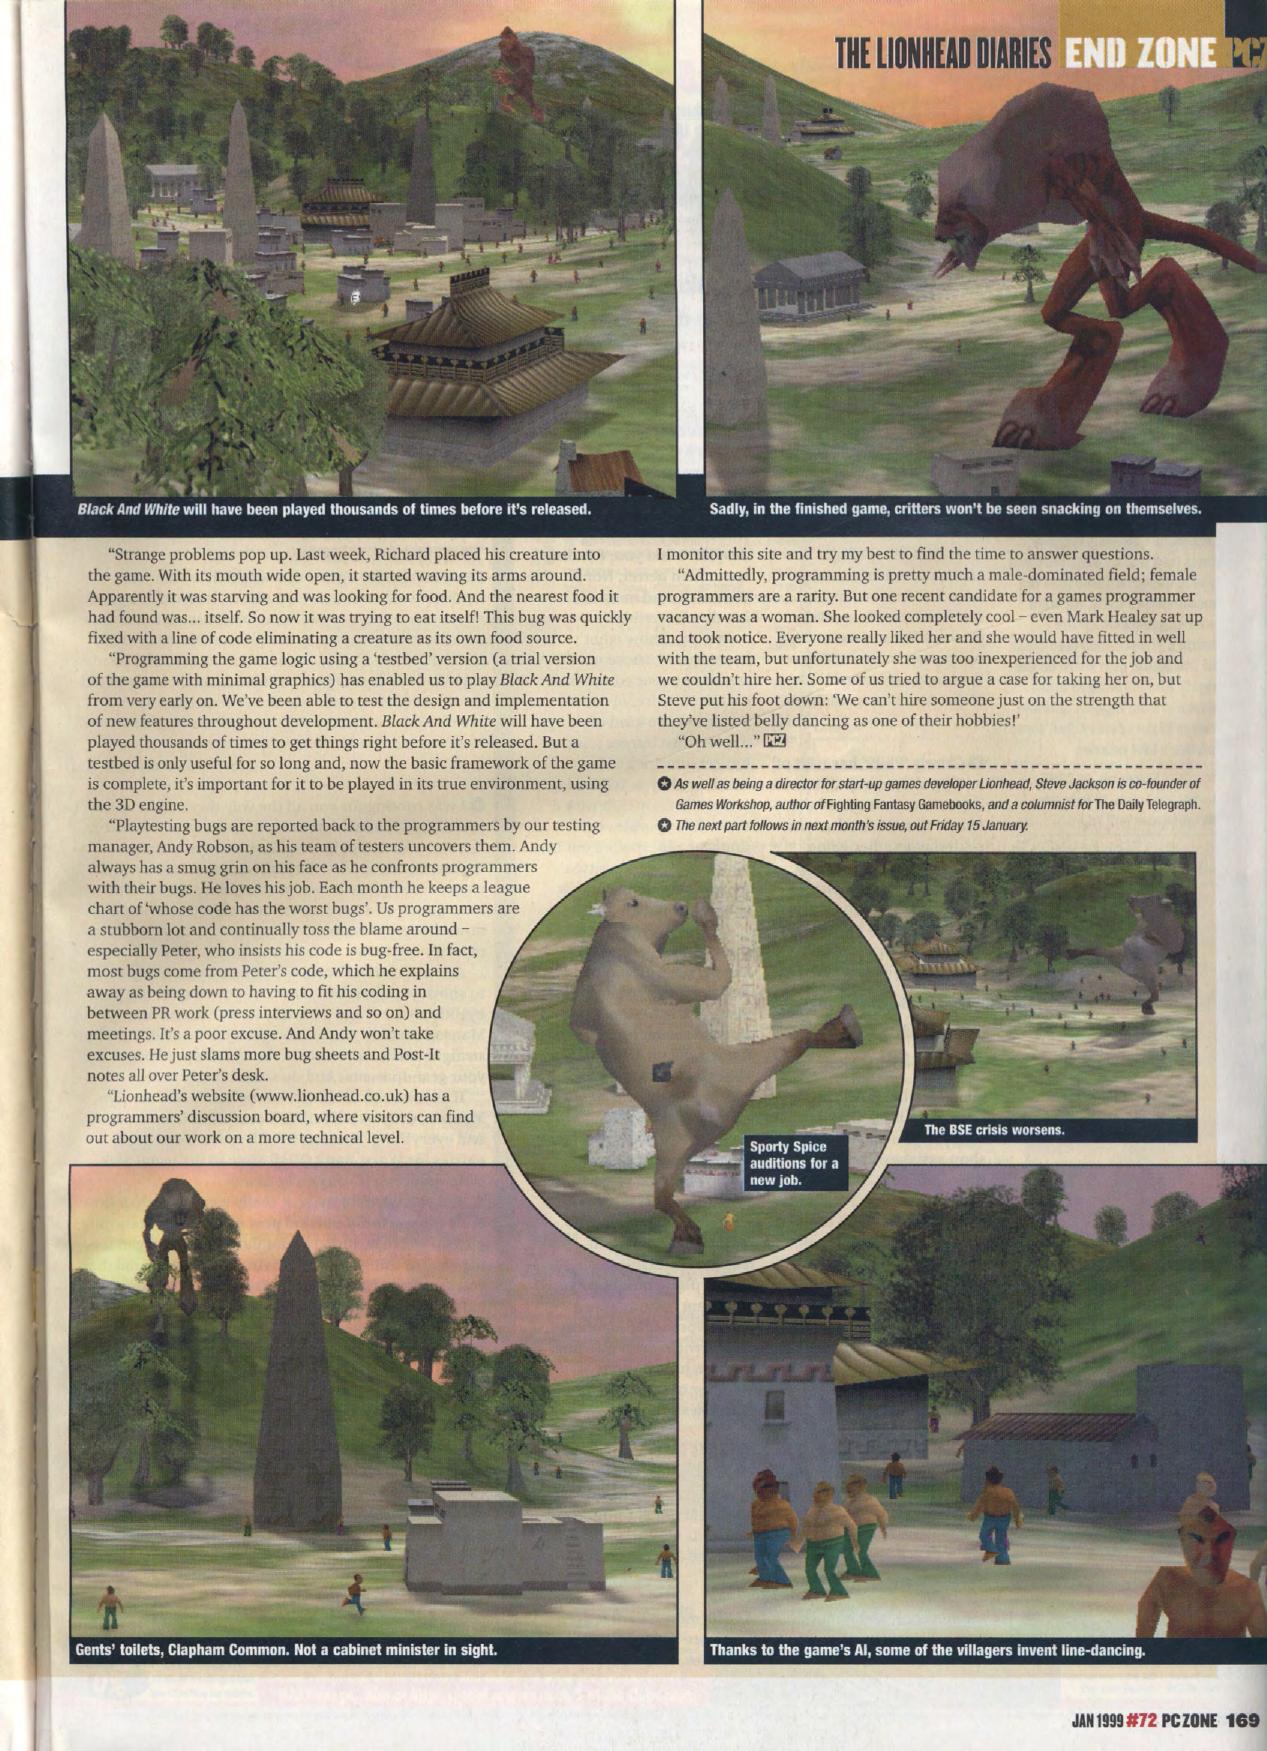 THE LIONHEAD DIARIES END ZONE PCZ
Black And White will have been played thousands of times before it's released.
Sadly, in the finished game, critters won't be seen snacking on themselves.
“Strange problems pop up. Last week, Richard placed his creature into
the game. With its mouth wide open, it started waving its arms around.
Apparently it was starving and was looking for food. And the nearest food it
had found was... itself. So now it was trying to eat itself! This bug was quickly
fixed with a line of code eliminating a creature as its own food source.
“Programming the game logic using a ‘testbed’ version (a trial version
of the game with minimal graphics) has enabled us to play Black And White
from very early on. We’ve been able to test the design and implementation
of new features throughout development. Black And White will have been
played thousands of times to get things right before it’s released. But a
testbed is only useful for so long and, now the basic framework of the game
is complete, it’s important for it to be played in its true environment, using
the 3D engine.
“Playtesting bugs are reported back to the programmers by our testing
manager, Andy Robson, as his team of testers uncovers them. Andy
always has a smug grin on his face as he confronts programmers
with their bugs. He loves his job. Each month he keeps a league
chart of ‘whose code has the worst bugs’. Us programmers are
a stubborn lot and continually toss the blame around –
especially Peter, who insists his code is bug-free. In fact,
most bugs come from Peter’s code, which he explains
away as being down to having to fit his coding in
between PR work (press interviews and so on) and
meetings. It’s a poor excuse. And Andy won’t take
excuses. He just slams more bug sheets and Post-It
notes all over Peter’s desk.
“Lionhead’s website (www.lionhead.co.uk) has a
programmers’ discussion board, where visitors can find
out about our work on a more technical level.
I monitor this site and try my best to find the time to answer questions.
“Admittedly, programming is pretty much a male-dominated field; female
programmers are a rarity. But one recent candidate for a games programmer
vacancy was a woman. She looked completely cool – even Mark Healey sat up
and took notice. Everyone really liked her and she would have fitted in well
with the team, but unfortunately she was too inexperienced for the job and
we couldn’t hire her. Some of us tried to argue a case for taking her on, but
Steve put his foot down: ‘We can’t hire someone just on the strength that
they’ve listed belly dancing as one of their hobbies!’
“Oh well...” PCZ
As well as being a director for start-up games developer Lionhead, Steve Jackson is co-founder of
Games Workshop, author of Fighting Fantasy Gamebooks, and a columnist for The Daily Telegraph.
The next part follows in next month's issue, out Friday 15 January.
The BSE crisis worsens.
Sporty Spice
auditions for a
new job.
Gents' toilets, Clapham Common. Not a cabinet minister in sight.
Thanks to the game's AI, some of the villagers invent line-dancing.
JAN 1999 #72 PC ZONE 169